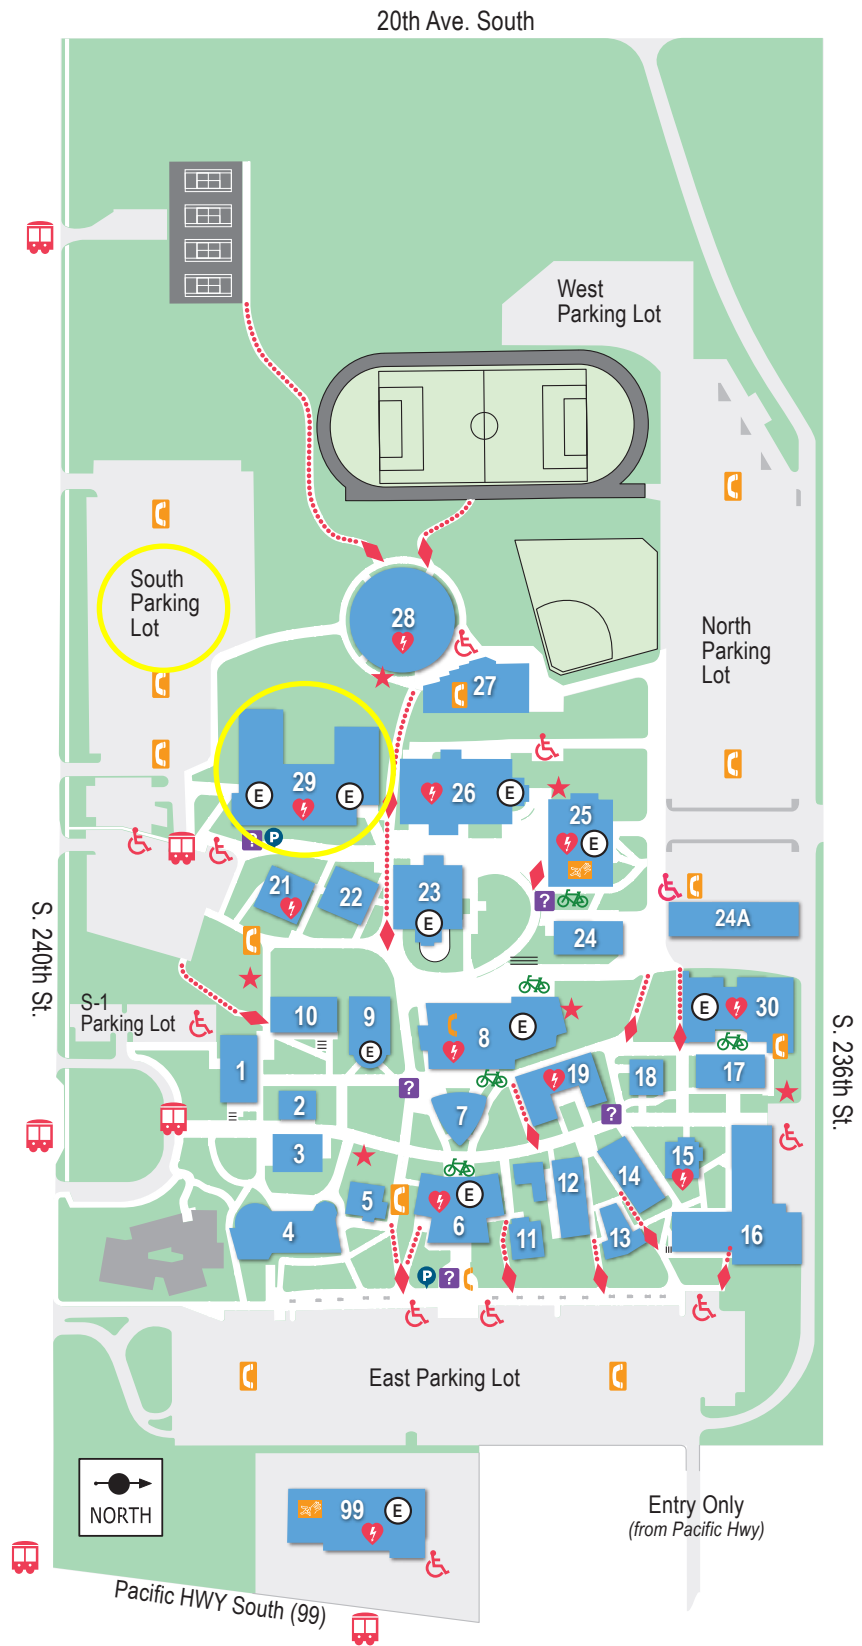 20th Ave. South
West
Parking Lot
South
Parking
Lot
28
North
Parking
Lot
27
29
E
E
26
E
25
E
?
P
21
22
23
E
?
24
24A
S. 240th St.
S-1
Parking Lot
10
9
E
8
E
E
30
S. 236th St.
1
2
3
?
7
19
18
17
?
5
4
6
E
11
12
14
13
15
16
P
?
East Parking Lot
NORTH
99
E
Entry Only
(from Pacific Hwy)
Pacific HWY South (99)